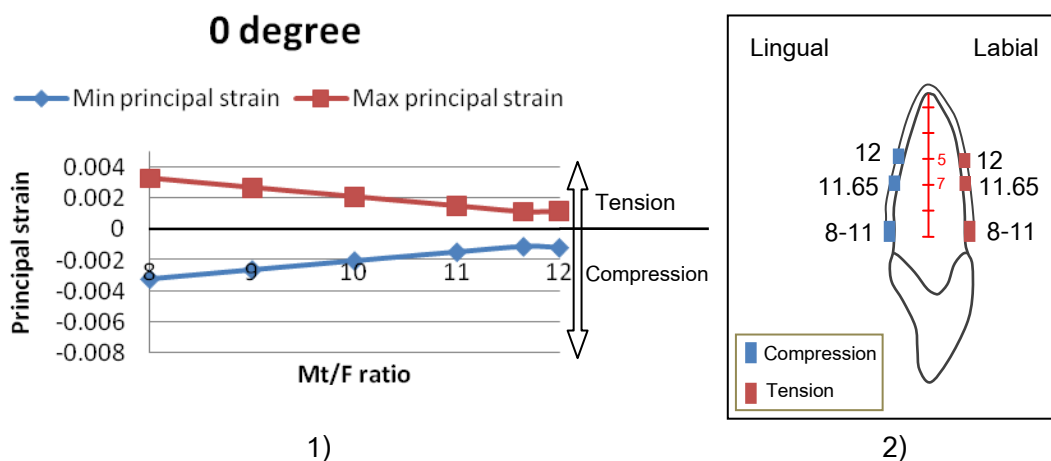 0 degree
Min principal strain
Max principal strain
Principal strain
0.004
0.002
0
-0.002
-0.004
-0.006
-0.008
8
9
10
11
12
Mt/F ratio
Tension
Compression
1)
Lingual
Labial
12
11.65
8-11
5
7
12
11.65
8-11
Compression
Tension
2)